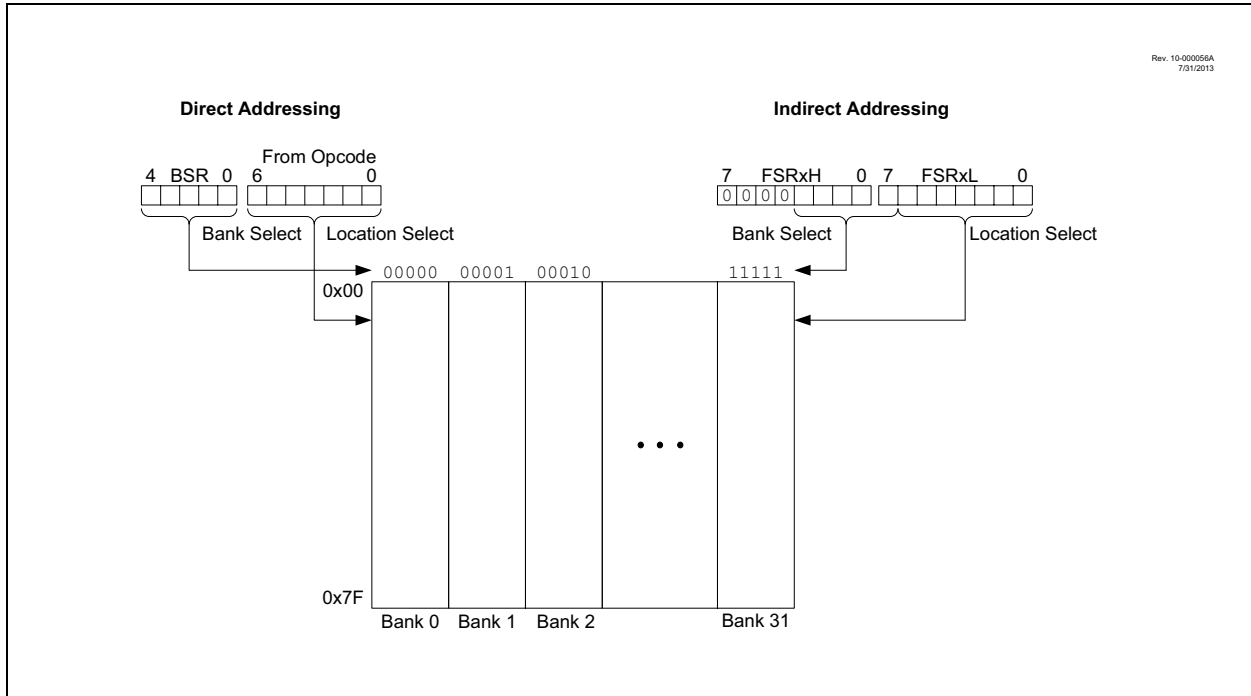 Rev. 10-000056A
7/31/2013
Direct Addressing
Indirect Addressing
From Opcode
4 BSR 0 6 0
7 FSRxH 0 7 FSRxL 0
0 0 0 0
Bank Select Location Select
Bank Select Location Select
00000 00001 00010 11111
0x00
0x7F
Bank 0 Bank 1 Bank 2 Bank 31